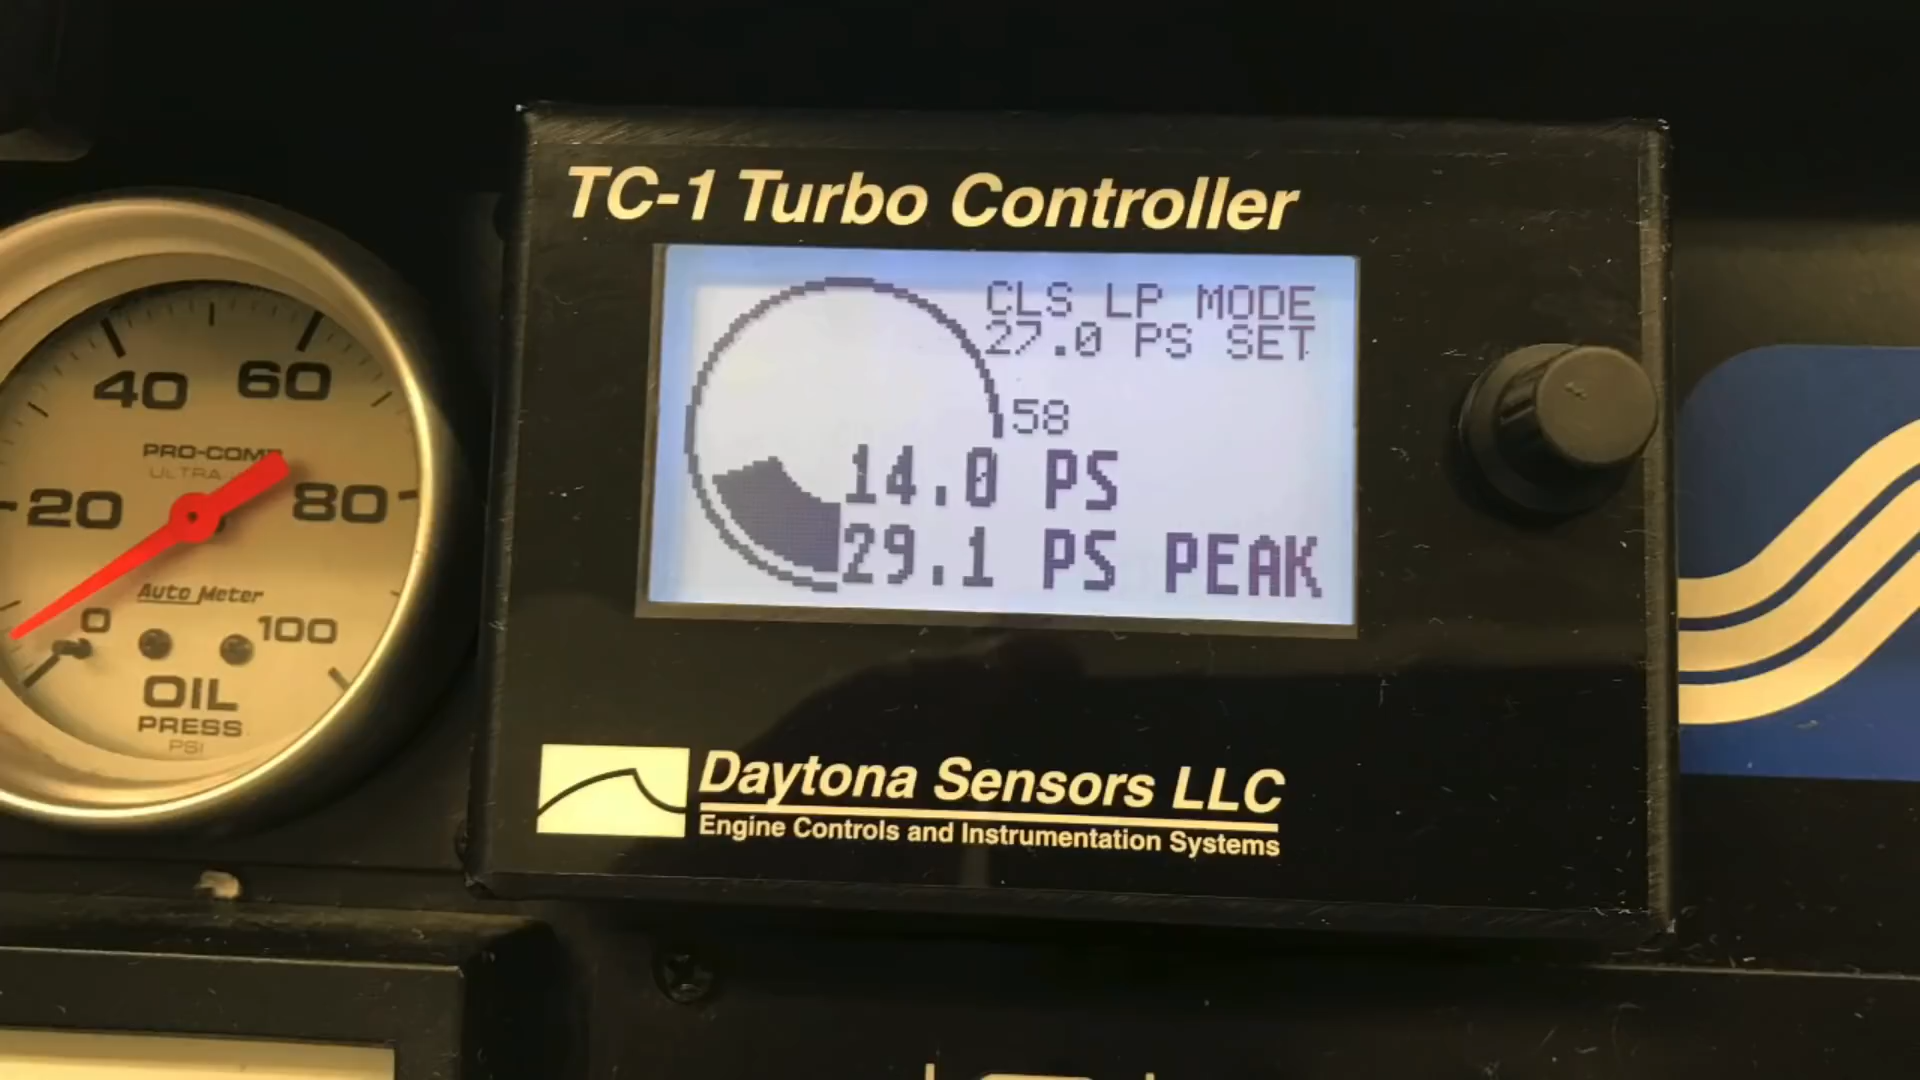 TC-1 Turbo Controller
CLS LP MODE
27.0 PS SET
58
14.0 PS
29.1 PS PEAK
Daytona Sensors LLC
Engine Controls and Instrumentation Systems
40 60
PRO-COMP
ULTRA
20 80
Auto Meter
0 100
OIL
PRESS
PSI